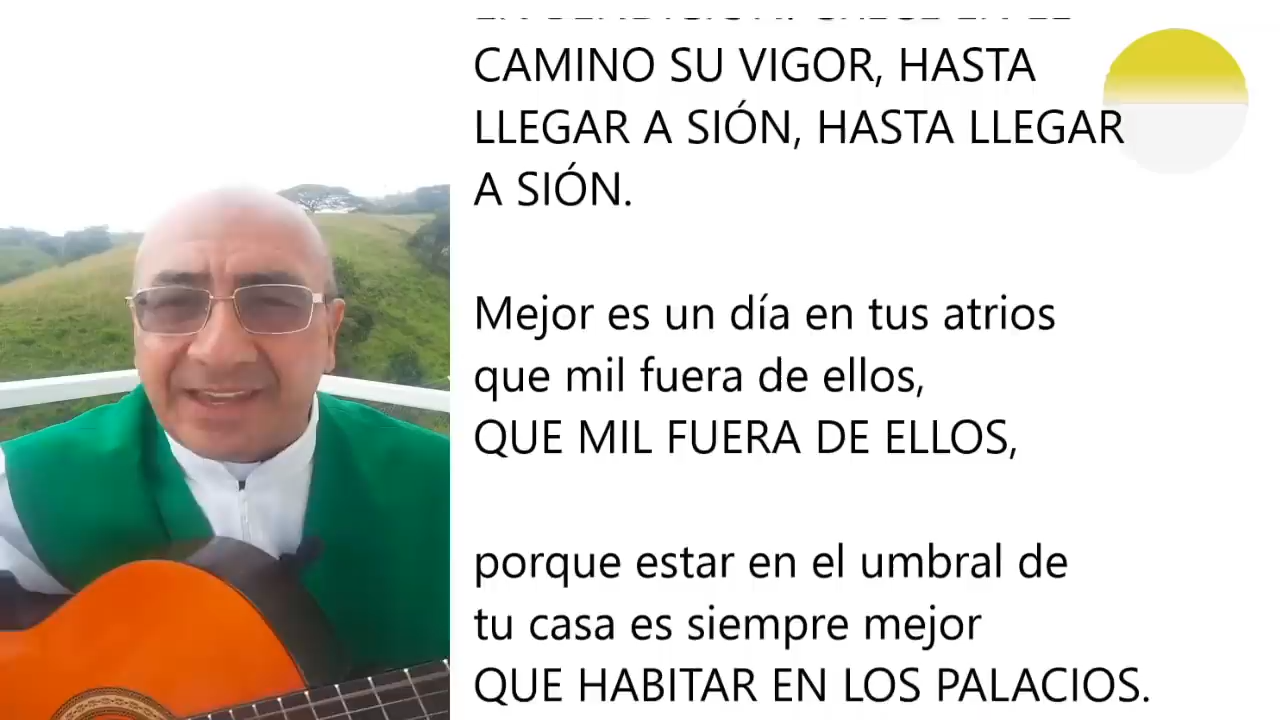 CAMINO SU VIGOR, HASTA
LLEGAR A SIÓN, HASTA LLEGAR
A SIÓN.
Mejor es un día en tus atrios
que mil fuera de ellos,
QUE MIL FUERA DE ELLOS,
porque estar en el umbral de
tu casa es siempre mejor
QUE HABITAR EN LOS PALACIOS.